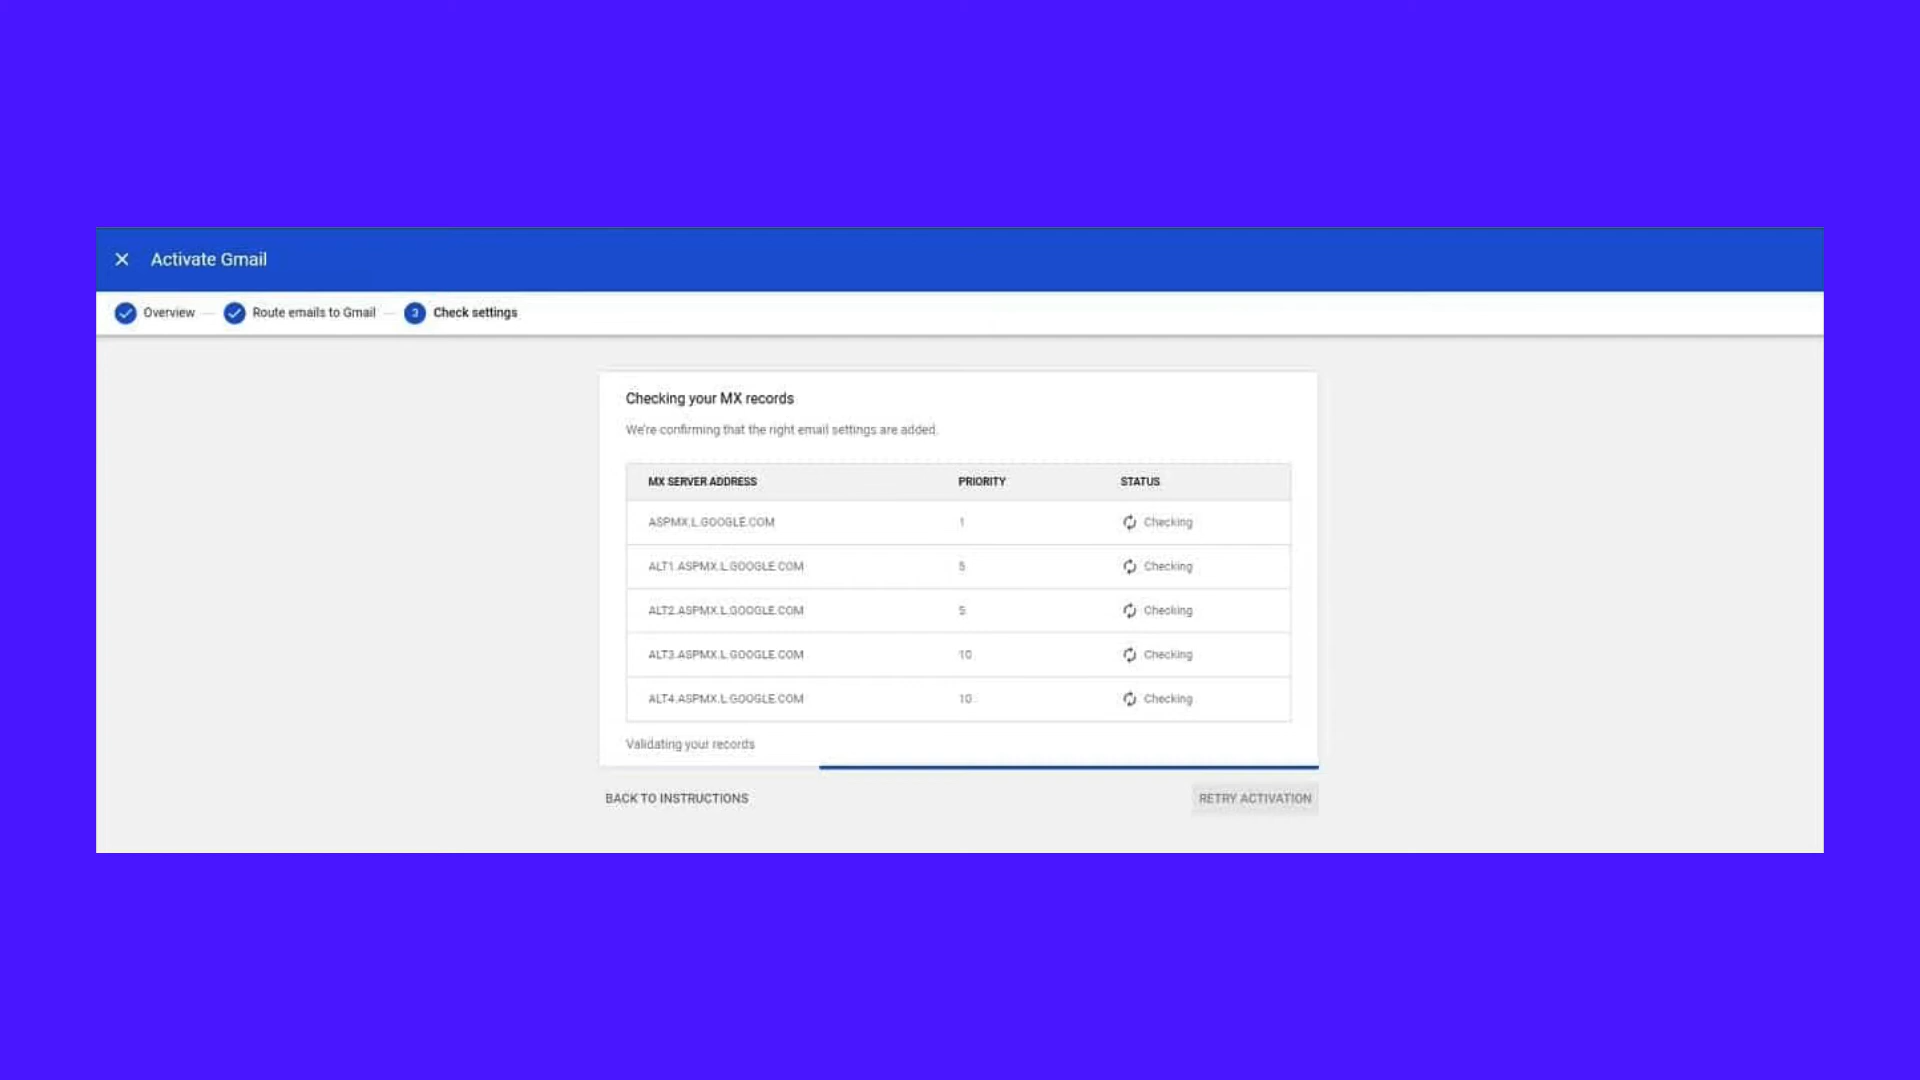 Activate Gmail
Overview Route emails to Gmail 3 Check settings
Checking your MX records
We're confirming that the right email settings are added.
MX SERVER ADDRESS PRIORITY STATUS
ASPMX.L.GOOGLE.COM 1 Checking
ALT1.ASPMX.L.GOOGLE.COM 5 Checking
ALT2.ASPMX.L.GOOGLE.COM 5 Checking
ALT3.ASPMX.L.GOOGLE.COM 10 Checking
ALT4.ASPMX.L.GOOGLE.COM 10 Checking
Validating your records
BACK TO INSTRUCTIONS RETRY ACTIVATION